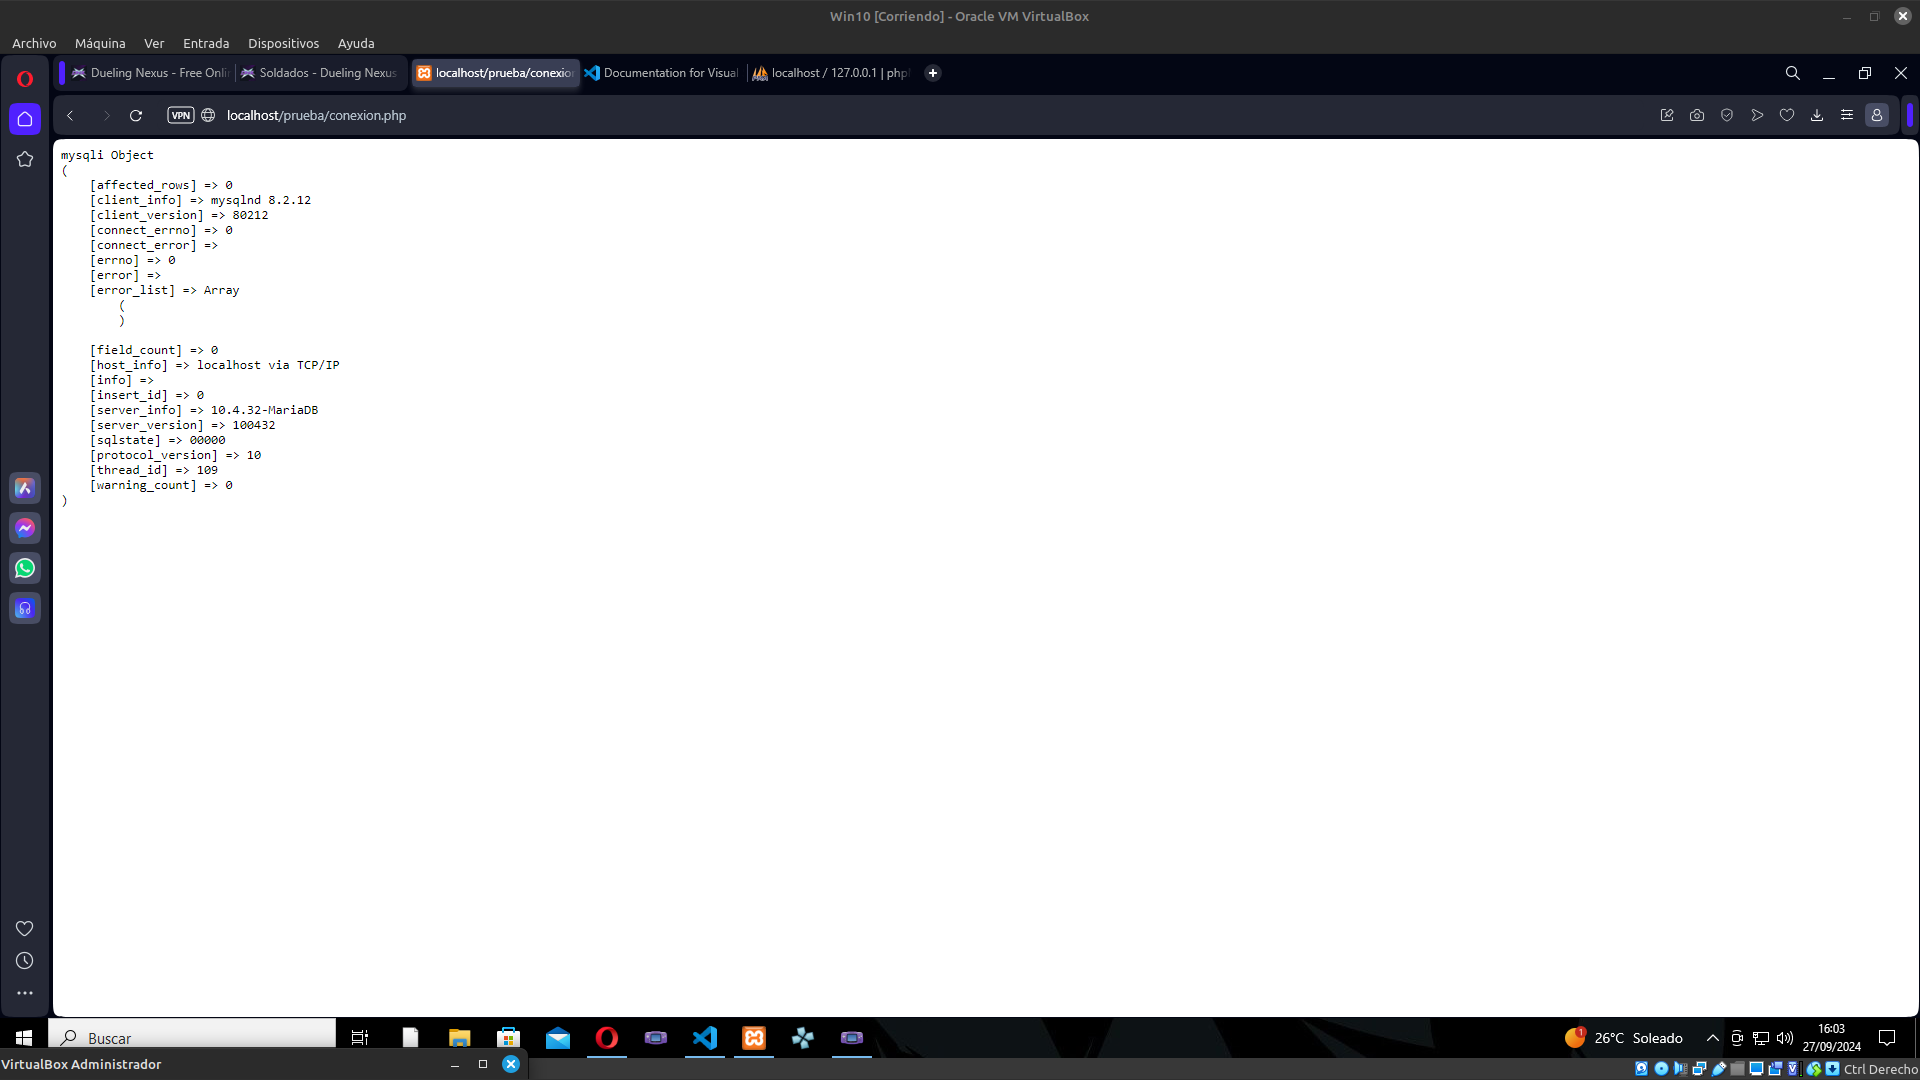 Win10 [Corriendo] - Oracle VM VirtualBox
Archivo Máquina Ver Entrada Dispositivos Ayuda
Dueling Nexus - Free Onli Soldados - Dueling Nexus localhost/prueba/conexion Documentation for Visual localhost / 127.0.0.1 | php
VPN localhost/prueba/conexion.php
mysqli Object
(
    [affected_rows] => 0
    [client_info] => mysqlnd 8.2.12
    [client_version] => 80212
    [connect_errno] => 0
    [connect_error] =>
    [errno] => 0
    [error] =>
    [error_list] => Array
        (
        )
    [field_count] => 0
    [host_info] => localhost via TCP/IP
    [info] =>
    [insert_id] => 0
    [server_info] => 10.4.32-MariaDB
    [server_version] => 100432
    [sqlstate] => 00000
    [protocol_version] => 10
    [thread_id] => 109
    [warning_count] => 0
)
Buscar
1
26°C Soleado
16:03
27/09/2024
VirtualBox Administrador
Ctrl Derecho